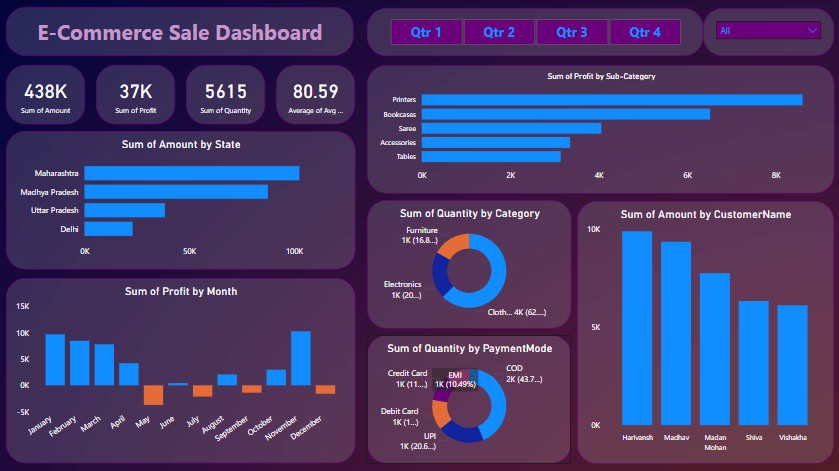 E-Commerce Sale Dashboard
Qtr 1
Qtr 2
Qtr 3
Qtr 4
All
438K
Sum of Amount
37K
Sum of Profit
5615
Sum of Quantity
80.59
Average of Avg ...
Sum of Profit by Sub-Category
Printers
Bookcases
Saree
Accessories
Tables
0K
2K
4K
6K
8K
Sum of Amount by State
Maharashtra
Madhya Pradesh
Uttar Pradesh
Delhi
0K
50K
100K
Sum of Quantity by Category
Furniture
1K (16.8...)
Electronics
1K (20...)
Cloth... 4K (62....)
Sum of Amount by CustomerName
10K
5K
0K
Harivansh
Madhav
Madan
Mohan
Shiva
Vishakha
Sum of Profit by Month
15K
10K
5K
0K
-5K
January
February
March
April
May
June
July
August
September
October
November
December
Sum of Quantity by PaymentMode
Credit Card
1K (11....)
EMI
1K (10.49%)
COD
2K (43.7...)
Debit Card
1K (1...)
UPI
1K (20.6...)